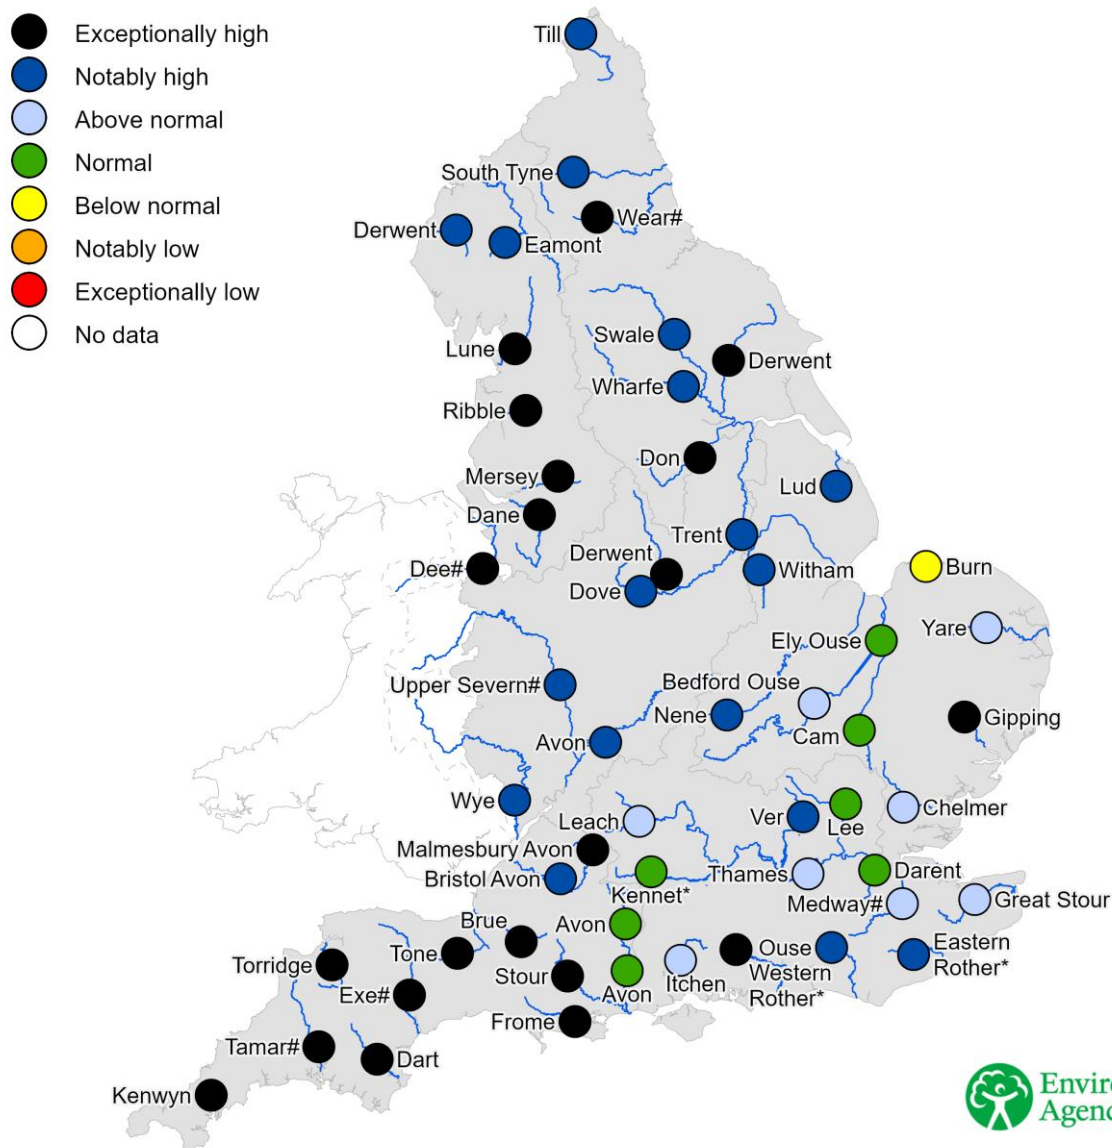 Exceptionally high
Notably high
Above normal
Normal
Below normal
Notably low
Exceptionally low
No data
Till
South Tyne
Wear#
Derwent
Eamont
Swale
Lune
Derwent
Wharfe
Ribble
Don
Mersey
Lud
Dane
Trent
Derwent
Dee#
Witham
Burn
Dove
Yare
Ely Ouse
Bedford Ouse
Upper Severn#
Nene
Gipping
Cam
Avon
Wye
Chelmer
Leach
Ver
Lee
Malmesbury Avon
Thames
Darent
Bristol Avon
Kennet*
Medway#
Great Stour
Brue
Avon
Tone
Ouse
Eastern
Rother*
Torridge
Stour
Avon
Itchen
Western
Rother*
Exe#
Frome
Tamar#
Dart
Kenwyn
Enviro
Agenc